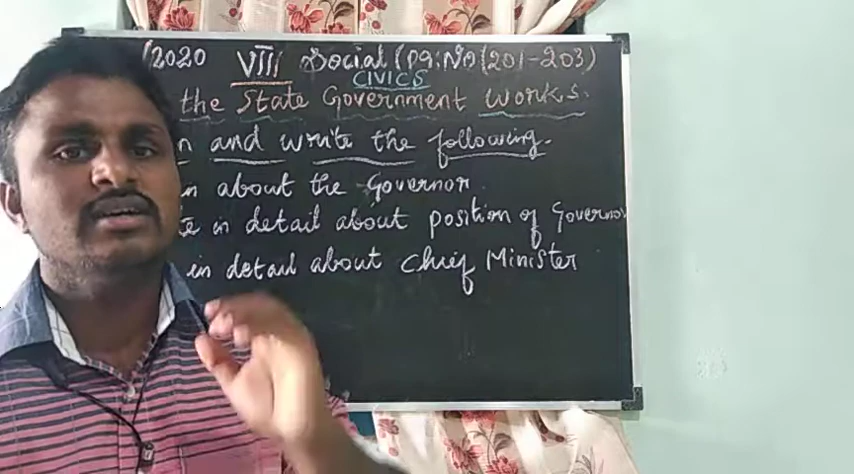 /2020 VIII Social (Pg:No(201-203)
CIVICS
the State Government Works.
n and write the following.
n about the Governor
te in detail about position of Governor
in detail about Chief Minister